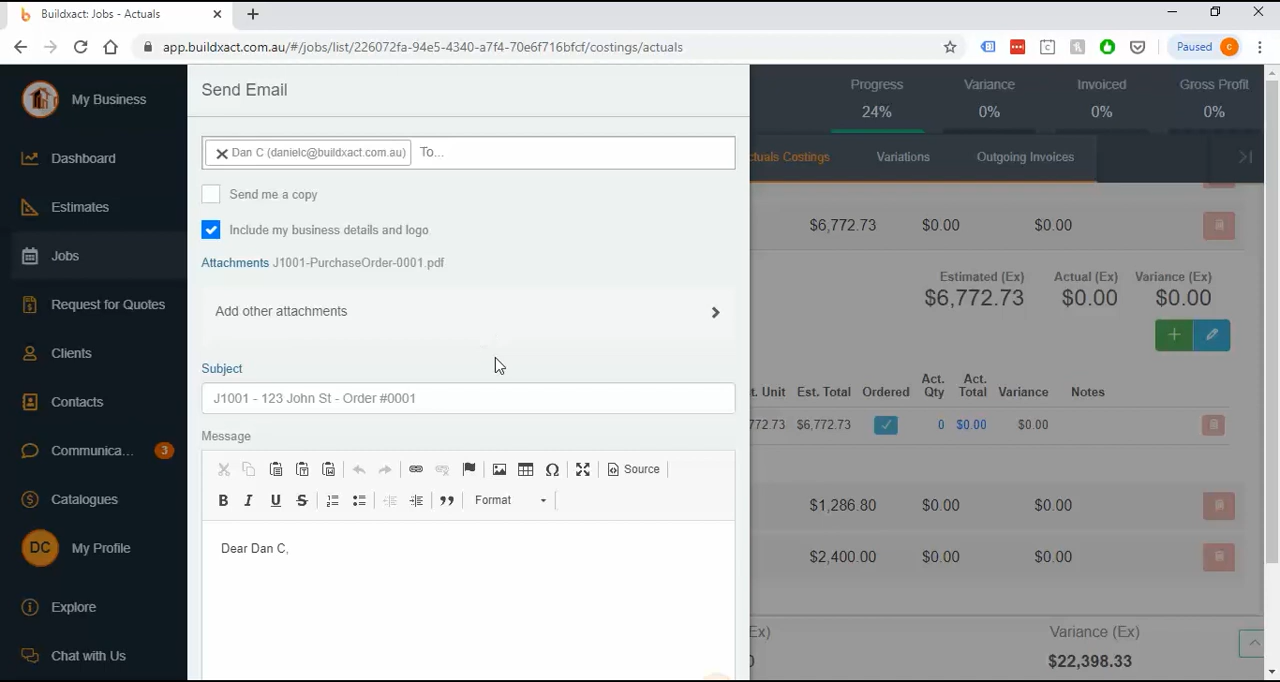 Buildxact: Jobs - Actuals
app.buildxact.com.au/#/jobs/list/226072fa-94e5-4340-a7f4-70e6f716bfcf/costings/actuals
Paused
c
My Business
Dashboard
Estimates
Jobs
Request for Quotes
Clients
Contacts
Communica... 3
Catalogues
DC My Profile
Explore
Chat with Us
Send Email
Dan C (danielc@buildxact.com.au) To...
Send me a copy
Include my business details and logo
Attachments J1001-PurchaseOrder-0001.pdf
Add other attachments
Subject
J1001 - 123 John St - Order #0001
Message
Source
B I U S Format
Dear Dan C,
Progress Variance Invoiced Gross Profit
24% 0% 0% 0%
ctuals Costings Variations Outgoing Invoices
$6,772.73 $0.00 $0.00
Estimated (Ex) Actual (Ex) Variance (Ex)
$6,772.73 $0.00 $0.00
t. Unit Est. Total Ordered Act. Qty Act. Total Variance Notes
772.73 $6,772.73 0 $0.00 $0.00
$1,286.80 $0.00 $0.00
$2,400.00 $0.00 $0.00
Ex) Variance (Ex)
0 $22,398.33